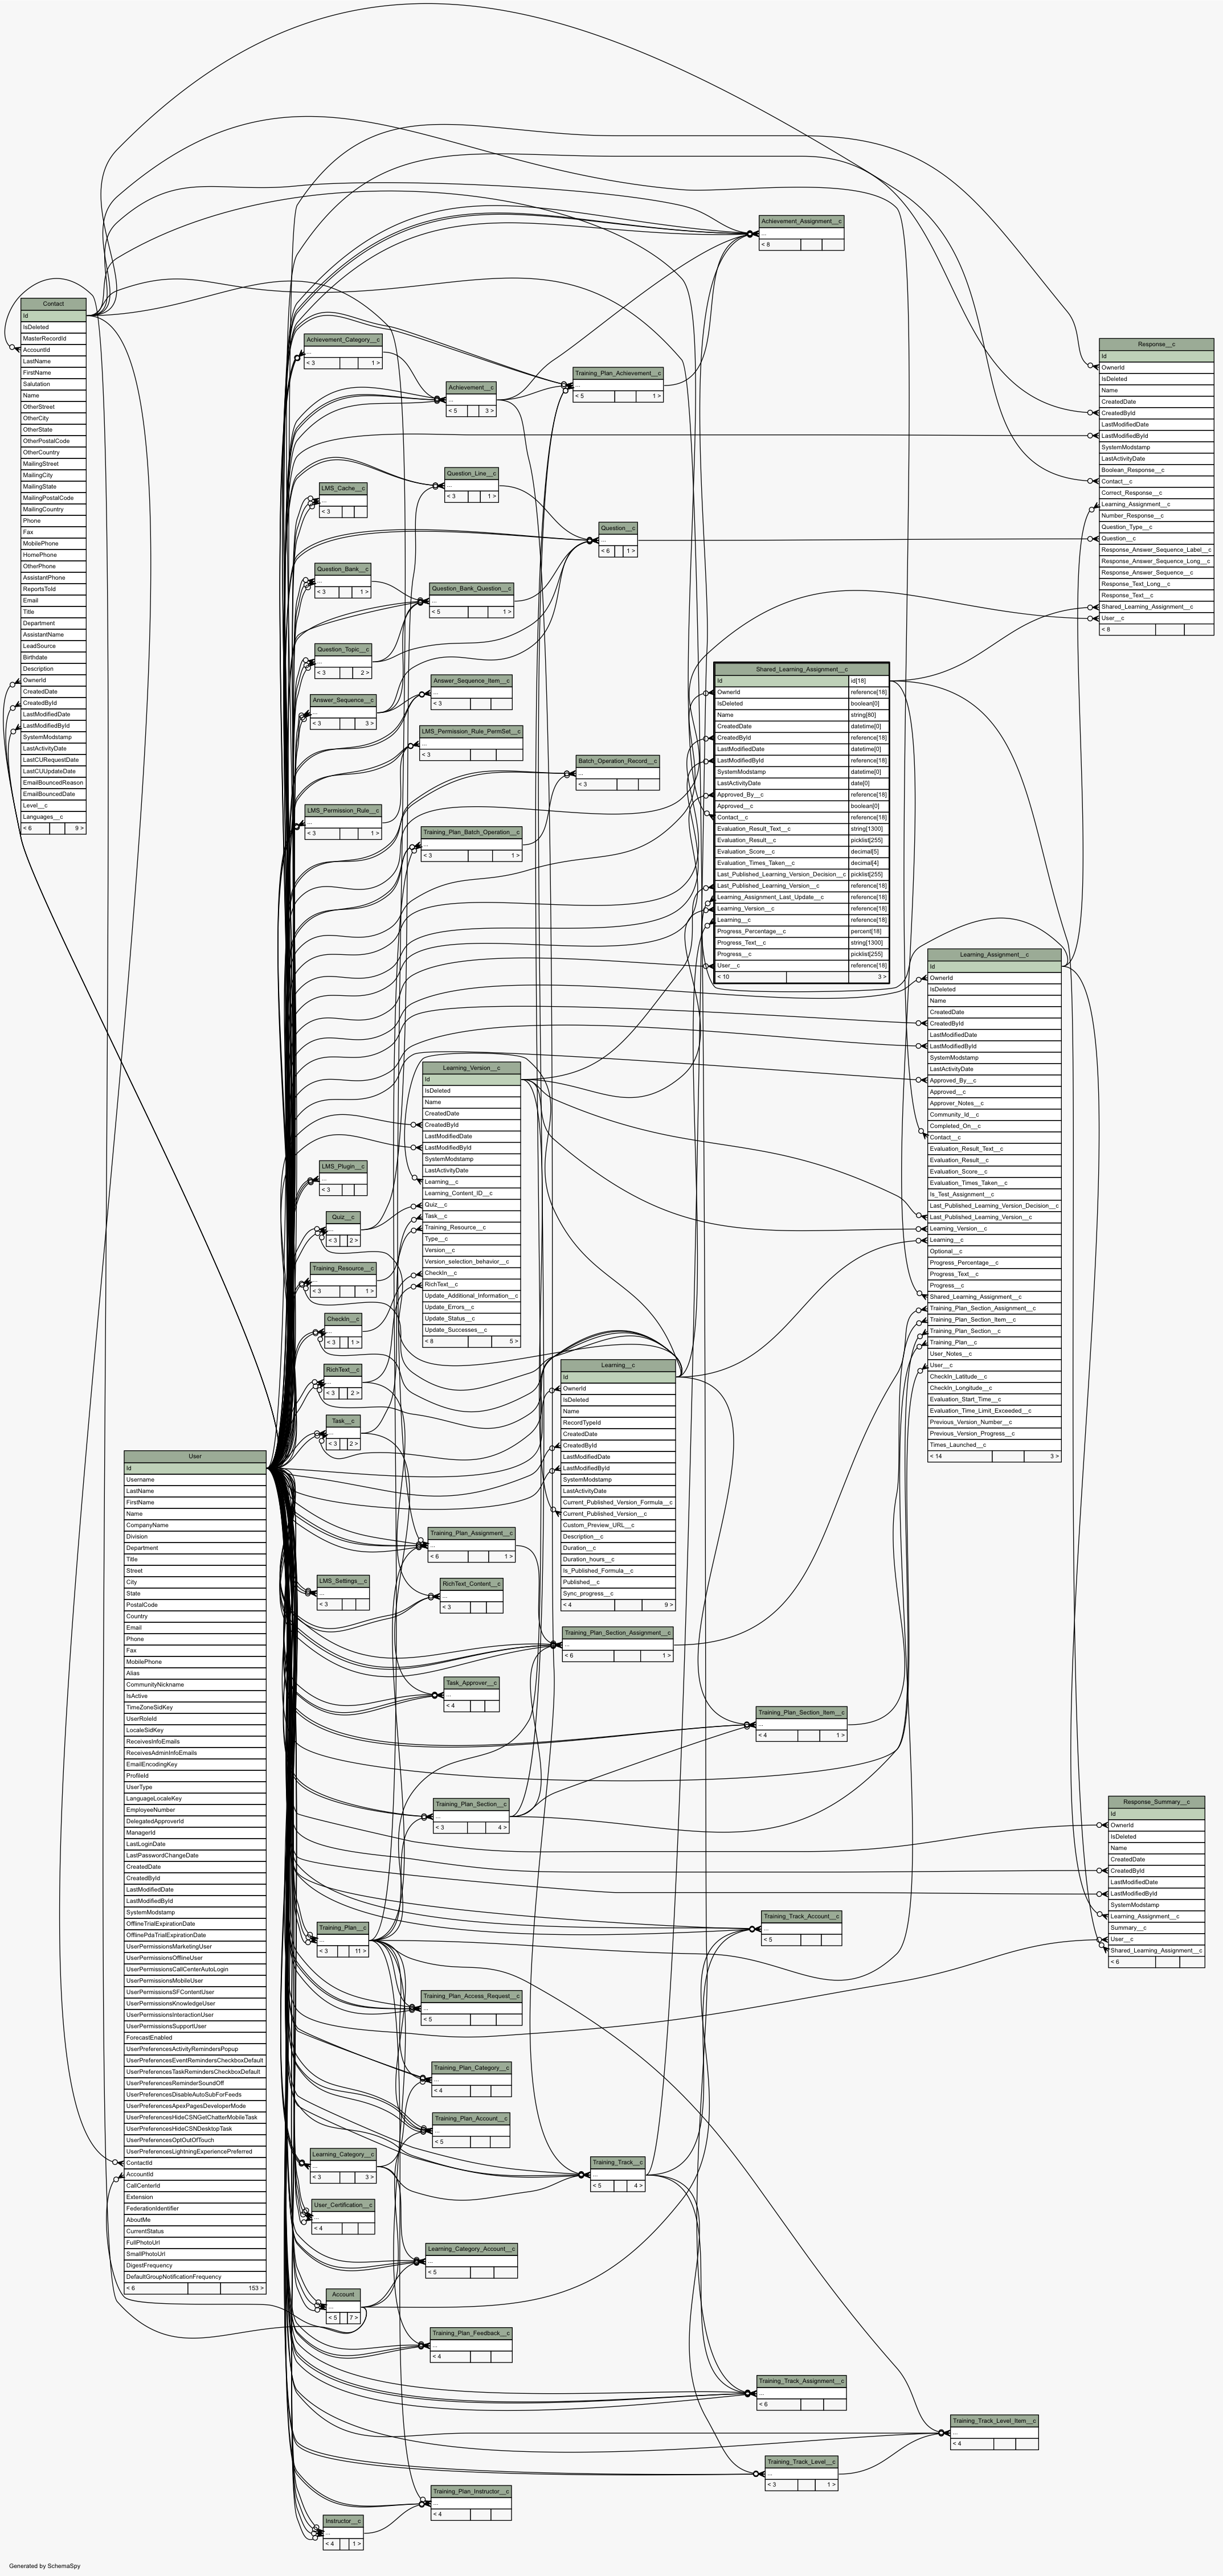 Achievement_Assignment__c
...
< 8
Contact
Id
IsDeleted
MasterRecordId
AccountId
LastName
FirstName
Salutation
Name
OtherStreet
OtherCity
OtherState
OtherPostalCode
OtherCountry
MailingStreet
MailingCity
MailingState
MailingPostalCode
MailingCountry
Phone
Fax
MobilePhone
HomePhone
OtherPhone
AssistantPhone
ReportsToId
Email
Title
Department
AssistantName
LeadSource
Birthdate
Description
OwnerId
CreatedDate
CreatedById
LastModifiedDate
LastModifiedById
SystemModstamp
LastActivityDate
LastCURequestDate
LastCUUpdateDate
EmailBouncedReason
EmailBouncedDate
Level__c
Languages__c
< 6 9 >
Achievement_Category__c
...
< 3 1 >
Achievement__c
...
< 5 3 >
Training_Plan_Achievement__c
...
< 5 1 >
Response__c
Id
OwnerId
IsDeleted
Name
CreatedDate
CreatedById
LastModifiedDate
LastModifiedById
SystemModstamp
LastActivityDate
Boolean_Response__c
Contact__c
Correct_Response__c
Learning_Assignment__c
Number_Response__c
Question_Type__c
Question__c
Response_Answer_Sequence_Label__c
Response_Answer_Sequence_Long__c
Response_Answer_Sequence__c
Response_Text_Long__c
Response_Text__c
Shared_Learning_Assignment__c
User__c
< 8
Question_Line__c
...
< 3 1 >
LMS_Cache__c
...
< 3
Question__c
...
< 6 1 >
Question_Bank__c
...
< 3 1 >
Question_Bank_Question__c
...
< 5 1 >
Question_Topic__c
...
< 3 2 >
Answer_Sequence_Item__c
...
< 3
Answer_Sequence__c
...
< 3 3 >
LMS_Permission_Rule_PermSet__c
...
< 3
Batch_Operation_Record__c
...
< 3
LMS_Permission_Rule__c
...
< 3 1 >
Training_Plan_Batch_Operation__c
...
< 3 1 >
Shared_Learning_Assignment__c
Id id[18]
OwnerId reference[18]
IsDeleted boolean[0]
Name string[80]
CreatedDate datetime[0]
CreatedById reference[18]
LastModifiedDate datetime[0]
LastModifiedById reference[18]
SystemModstamp datetime[0]
LastActivityDate date[0]
Approved_By__c reference[18]
Approved__c boolean[0]
Contact__c reference[18]
Evaluation_Result_Text__c string[1300]
Evaluation_Result__c picklist[255]
Evaluation_Score__c decimal[5]
Evaluation_Times_Taken__c decimal[4]
Last_Published_Learning_Version_Decision__c picklist[255]
Last_Published_Learning_Version__c reference[18]
Learning_Assignment_Last_Update__c reference[18]
Learning_Version__c reference[18]
Learning__c reference[18]
Progress_Percentage__c percent[18]
Progress_Text__c string[1300]
Progress__c picklist[255]
User__c reference[18]
< 10 3 >
Learning_Assignment__c
Id
OwnerId
IsDeleted
Name
CreatedDate
CreatedById
LastModifiedDate
LastModifiedById
SystemModstamp
LastActivityDate
Approved_By__c
Approved__c
Approver_Notes__c
Community_Id__c
Completed_On__c
Contact__c
Evaluation_Result_Text__c
Evaluation_Result__c
Evaluation_Score__c
Evaluation_Times_Taken__c
Is_Test_Assignment__c
Last_Published_Learning_Version_Decision__c
Last_Published_Learning_Version__c
Learning_Version__c
Learning__c
Optional__c
Progress_Percentage__c
Progress_Text__c
Progress__c
Shared_Learning_Assignment__c
Training_Plan_Section_Assignment__c
Training_Plan_Section_Item__c
Training_Plan_Section__c
Training_Plan__c
User_Notes__c
User__c
CheckIn_Latitude__c
CheckIn_Longitude__c
Evaluation_Start_Time__c
Evaluation_Time_Limit_Exceeded__c
Previous_Version_Number__c
Previous_Version_Progress__c
Times_Launched__c
< 14 3 >
Learning_Version__c
Id
IsDeleted
Name
CreatedDate
CreatedById
LastModifiedDate
LastModifiedById
SystemModstamp
LastActivityDate
Learning__c
Learning_Content_ID__c
Quiz__c
Task__c
Training_Resource__c
Type__c
Version__c
Version_selection_behavior__c
CheckIn__c
RichText__c
Update_Additional_Information__c
Update_Errors__c
Update_Status__c
Update_Successes__c
< 8 5 >
LMS_Plugin__c
...
< 3
Quiz__c
...
< 3 2 >
Training_Resource__c
...
< 3 1 >
CheckIn__c
...
< 3 1 >
RichText__c
...
< 3 2 >
Task__c
...
< 3 2 >
Learning__c
Id
OwnerId
IsDeleted
Name
RecordTypeId
CreatedDate
CreatedById
LastModifiedDate
LastModifiedById
SystemModstamp
LastActivityDate
Current_Published_Version_Formula__c
Current_Published_Version__c
Custom_Preview_URL__c
Description__c
Duration__c
Duration_hours__c
Is_Published_Formula__c
Published__c
Sync_progress__c
< 4 9 >
User
Id
Username
LastName
FirstName
Name
CompanyName
Division
Department
Title
Street
City
State
PostalCode
Country
Email
Phone
Fax
MobilePhone
Alias
CommunityNickname
IsActive
TimeZoneSidKey
UserRoleId
LocaleSidKey
ReceivesInfoEmails
ReceivesAdminInfoEmails
EmailEncodingKey
ProfileId
UserType
LanguageLocaleKey
EmployeeNumber
DelegatedApproverId
ManagerId
LastLoginDate
LastPasswordChangeDate
CreatedDate
CreatedById
LastModifiedDate
LastModifiedById
SystemModstamp
OfflineTrialExpirationDate
OfflinePdaTrialExpirationDate
UserPermissionsMarketingUser
UserPermissionsOfflineUser
UserPermissionsCallCenterAutoLogin
UserPermissionsMobileUser
UserPermissionsSFContentUser
UserPermissionsKnowledgeUser
UserPermissionsInteractionUser
UserPermissionsSupportUser
ForecastEnabled
UserPreferencesActivityRemindersPopup
UserPreferencesEventRemindersCheckboxDefault
UserPreferencesTaskRemindersCheckboxDefault
UserPreferencesReminderSoundOff
UserPreferencesDisableAutoSubForFeeds
UserPreferencesApexPagesDeveloperMode
UserPreferencesHideCSNGetChatterMobileTask
UserPreferencesHideCSNDesktopTask
UserPreferencesOptOutOfTouch
UserPreferencesLightningExperiencePreferred
ContactId
AccountId
CallCenterId
Extension
FederationIdentifier
AboutMe
CurrentStatus
FullPhotoUrl
SmallPhotoUrl
DigestFrequency
DefaultGroupNotificationFrequency
< 6 153 >
Training_Plan_Assignment__c
...
< 6 1 >
LMS_Settings__c
...
< 3
RichText_Content__c
...
< 3
Training_Plan_Section_Assignment__c
...
< 6 1 >
Task_Approver__c
...
< 4
Training_Plan_Section_Item__c
...
< 4 1 >
Training_Plan_Section__c
...
< 3 4 >
Response_Summary__c
Id
OwnerId
IsDeleted
Name
CreatedDate
CreatedById
LastModifiedDate
LastModifiedById
SystemModstamp
Learning_Assignment__c
Summary__c
User__c
Shared_Learning_Assignment__c
< 6
Training_Track_Account__c
...
< 5
Training_Plan__c
...
< 3 11 >
Training_Plan_Access_Request__c
...
< 5
Training_Plan_Category__c
...
< 4
Training_Plan_Account__c
...
< 5
Learning_Category__c
...
< 3 3 >
Training_Track__c
...
< 5 4 >
User_Certification__c
...
< 4
Learning_Category_Account__c
...
< 5
Account
...
< 5 7 >
Training_Plan_Feedback__c
...
< 4
Training_Track_Assignment__c
...
< 6
Training_Track_Level_Item__c
...
< 4
Training_Track_Level__c
...
< 3 1 >
Training_Plan_Instructor__c
...
< 4
Instructor__c
...
< 4 1 >
Generated by SchemaSpy